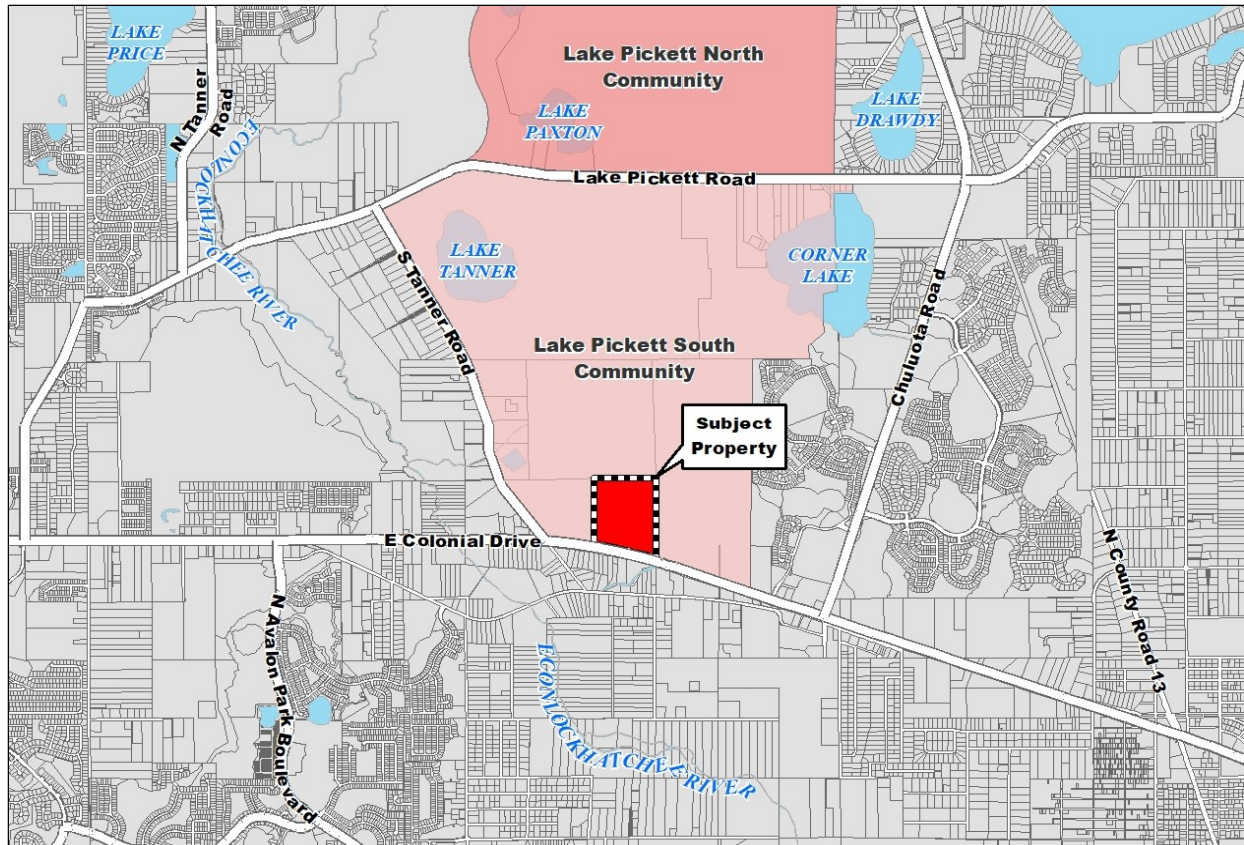 LAKE
PRICE
N Tanner
Road
ECONLOCKHATCHEE RIVER
Lake Pickett North
Community
LAKE
PAXTON
LAKE
DRAWDY
Lake Pickett Road
LAKE
TANNER
S Tanner Road
CORNER
LAKE
Chuluota Road
Lake Pickett South
Community
Subject
Property
E Colonial Drive
N Avalon Park Boulevard
ECONLOCKHATCHEE RIVER
N County Road 13